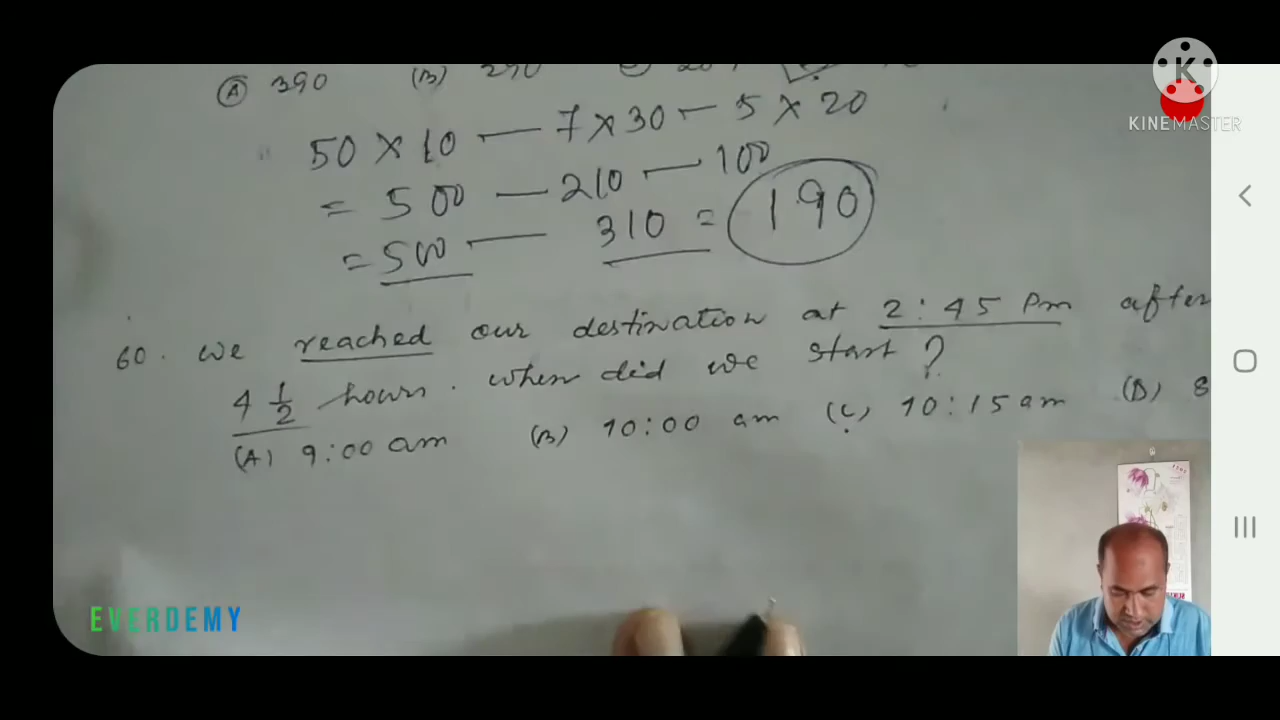 (A) 390 (B) 290
50 × 10 — 7 × 30 — 5 × 20
= 500 — 210 — 100
= 500 — 310 = 190
60. we reached our destination at 2:45 Pm after
4 1/2 hours. when did we start?
(A) 9:00 am (B) 10:00 am (C) 10:15 am (D) 8
EVERDEMY
K
KINEMASTER